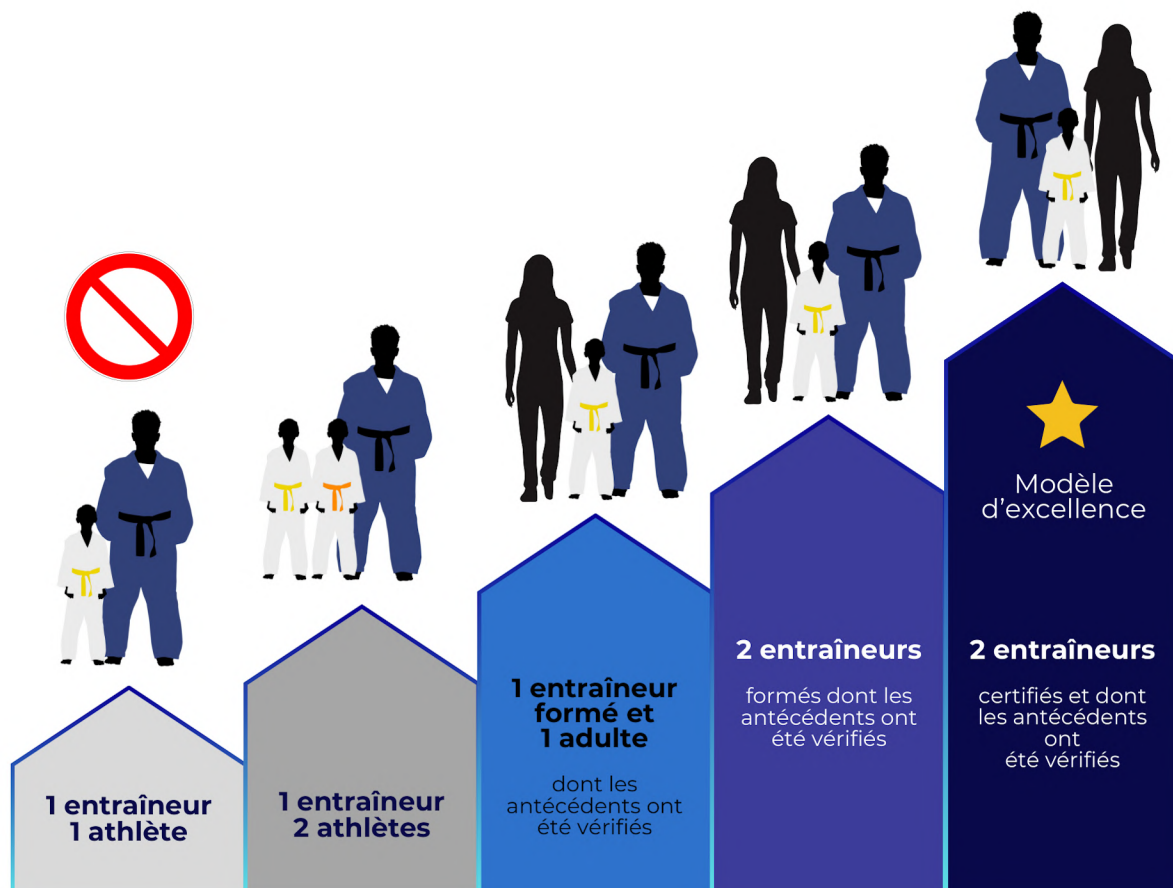 1 entraîneur
1 athlète
1 entraîneur
2 athlètes
1 entraîneur
formé et
1 adulte
dont les
antécédents ont
été vérifiés
2 entraîneurs
formés dont les
antécédents ont
été vérifiés
Modèle
d'excellence
2 entraîneurs
certifiés et dont
les antécédents
ont
été vérifiés